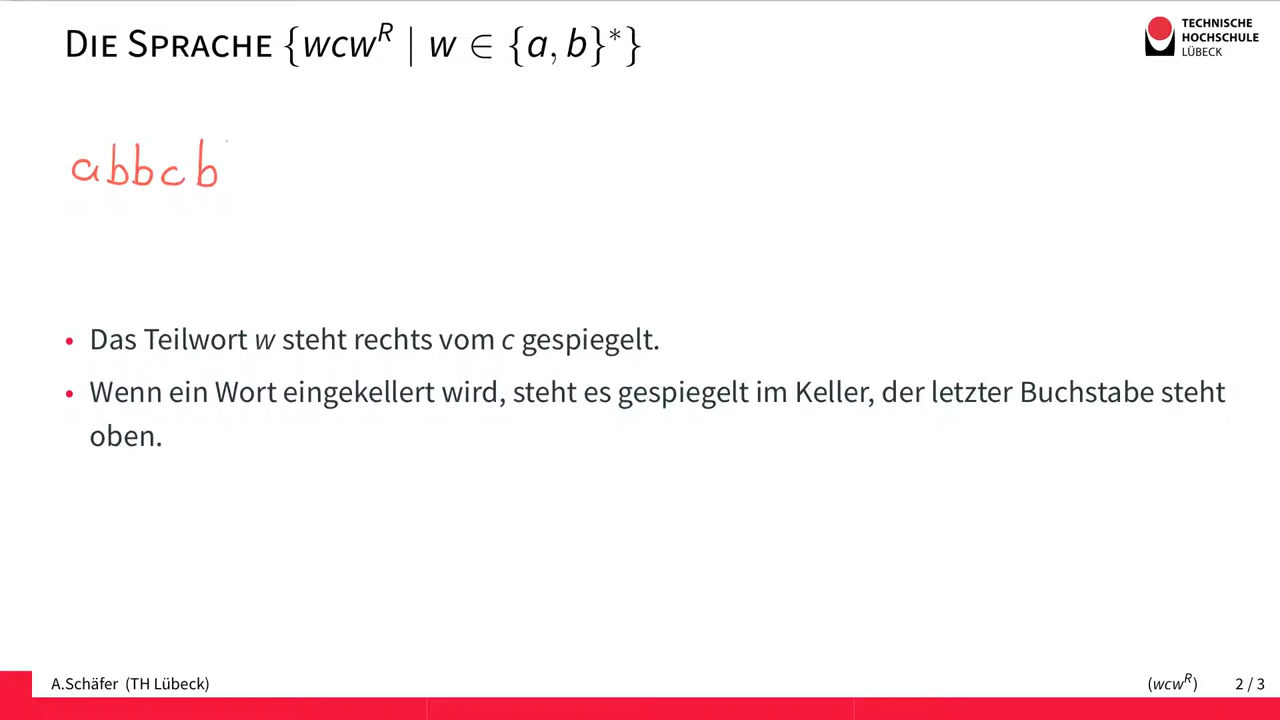 DIE SPRACHE {wcw^R | w ∈ {a, b}*}
TECHNISCHE
HOCHSCHULE
LÜBECK
abbcb
• Das Teilwort w steht rechts vom c gespiegelt.
• Wenn ein Wort eingekellert wird, steht es gespiegelt im Keller, der letzter Buchstabe steht
oben.
A.Schäfer (TH Lübeck)
(wcw^R)
2 / 3